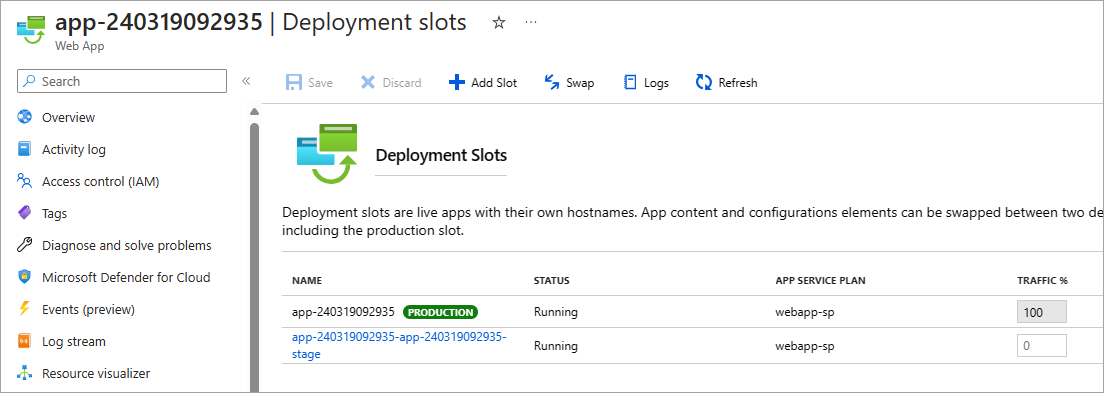 app-240319092935 | Deployment slots ☆ ···
Web App
Search «
Save Discard Add Slot Swap Logs Refresh
Overview
Activity log
Access control (IAM)
Tags
Diagnose and solve problems
Microsoft Defender for Cloud
Events (preview)
Log stream
Resource visualizer
Deployment Slots
Deployment slots are live apps with their own hostnames. App content and configurations elements can be swapped between two de
including the production slot.
NAME STATUS APP SERVICE PLAN TRAFFIC %
app-240319092935 PRODUCTION Running webapp-sp 100
app-240319092935-app-240319092935- Running webapp-sp 0
stage